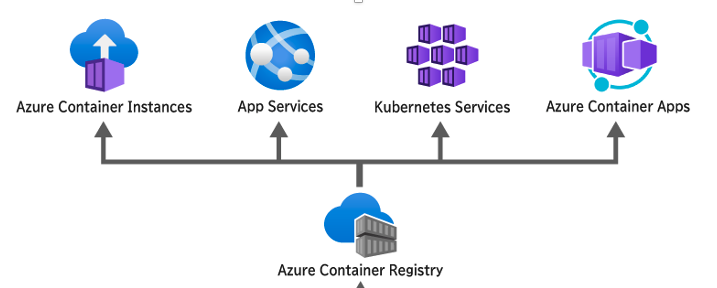 Azure Container Instances
App Services
Kubernetes Services
Azure Container Apps
Azure Container Registry